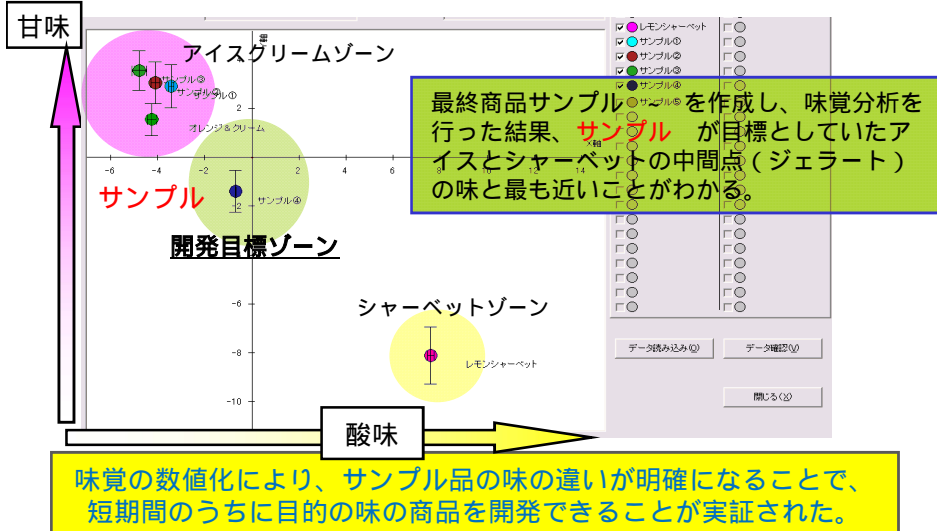 甘味
Y軸
アイスクリームゾーン
サンプル③
サンプル②
サンプル①
オレンジ&クリーム
2
-6
-4
-2
2
4
6
8
14
X軸
サンプル
サンプル④
-2
開発目標ゾーン
-6
シャーベットゾーン
-8
レモンシャーベット
-10
酸味
レモンシャーベット
サンプル①
サンプル②
サンプル③
サンプル④
サンプル⑤
最終商品サンプル を作成し、味覚分析を
行った結果、サンプル が目標としていたア
イスとシャーベットの中間点(ジェラート)
の味と最も近いことがわかる。
データ読み込み(O)
データ確認(V)
閉じる(X)
味覚の数値化により、サンプル品の味の違いが明確になることで、
短期間のうちに目的の味の商品を開発できることが実証された。